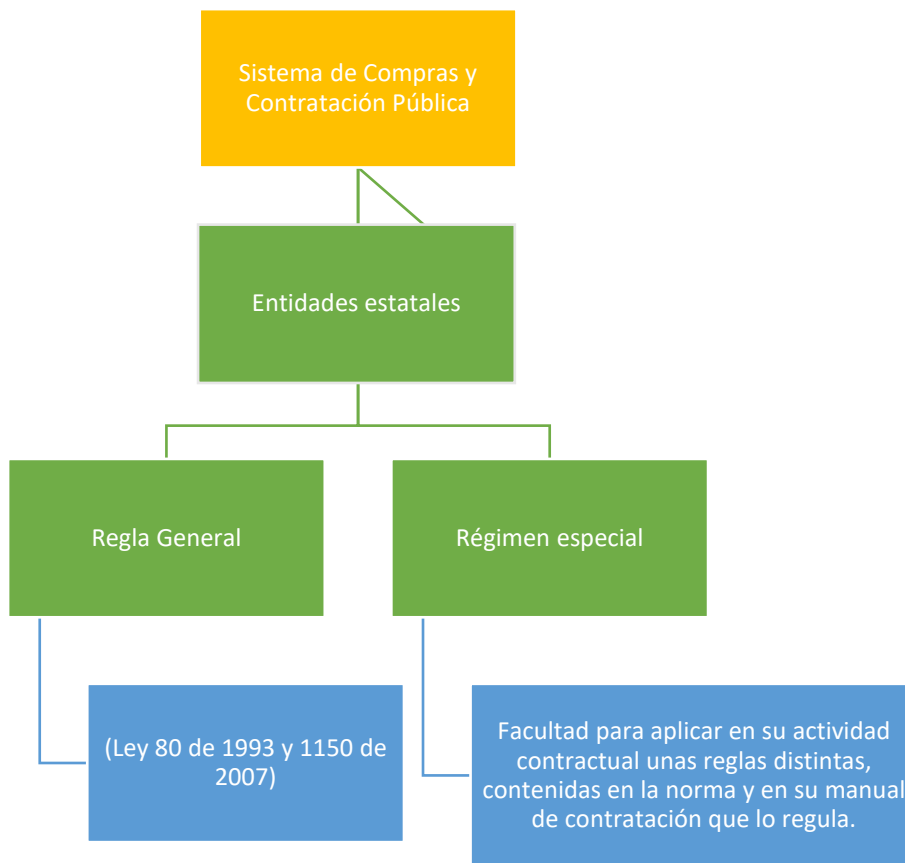 Sistema de Compras y
Contratación Pública
Entidades estatales
Regla General
Régimen especial
(Ley 80 de 1993 y 1150 de
2007)
Facultad para aplicar en su actividad
contractual unas reglas distintas,
contenidas en la norma y en su manual
de contratación que lo regula.